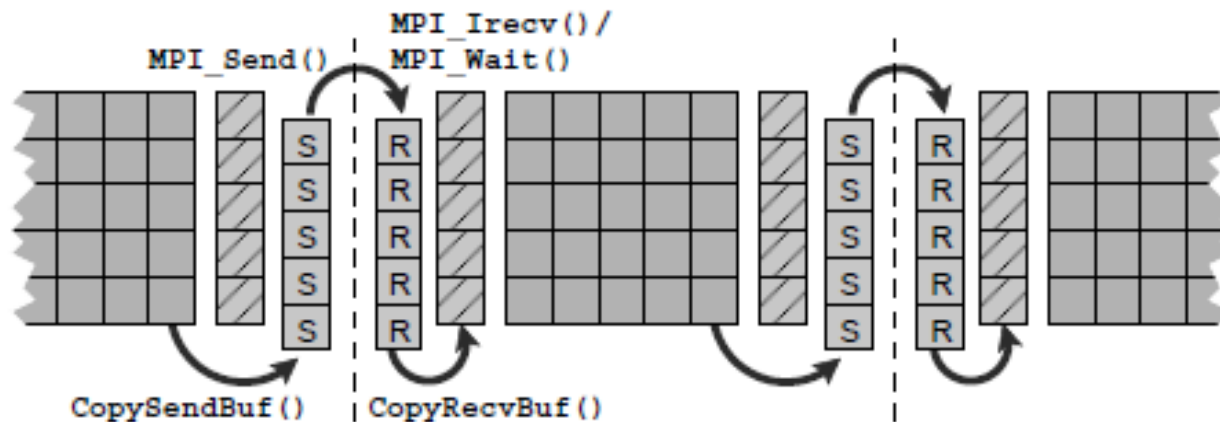 MPI_Irecv()/
MPI_Send() MPI_Wait()
S R S R
S R S R
S R S R
S R S R
S R S R
CopySendBuf() CopyRecvBuf()